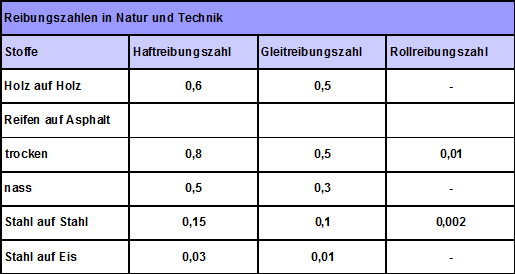 Reibungszahlen in Natur und Technik
Stoffe Haftreibungszahl Gleitreibungszahl Rollreibungszahl
Holz auf Holz 0,6 0,5 -
Reifen auf Asphalt
trocken 0,8 0,5 0,01
nass 0,5 0,3 -
Stahl auf Stahl 0,15 0,1 0,002
Stahl auf Eis 0,03 0,01 -